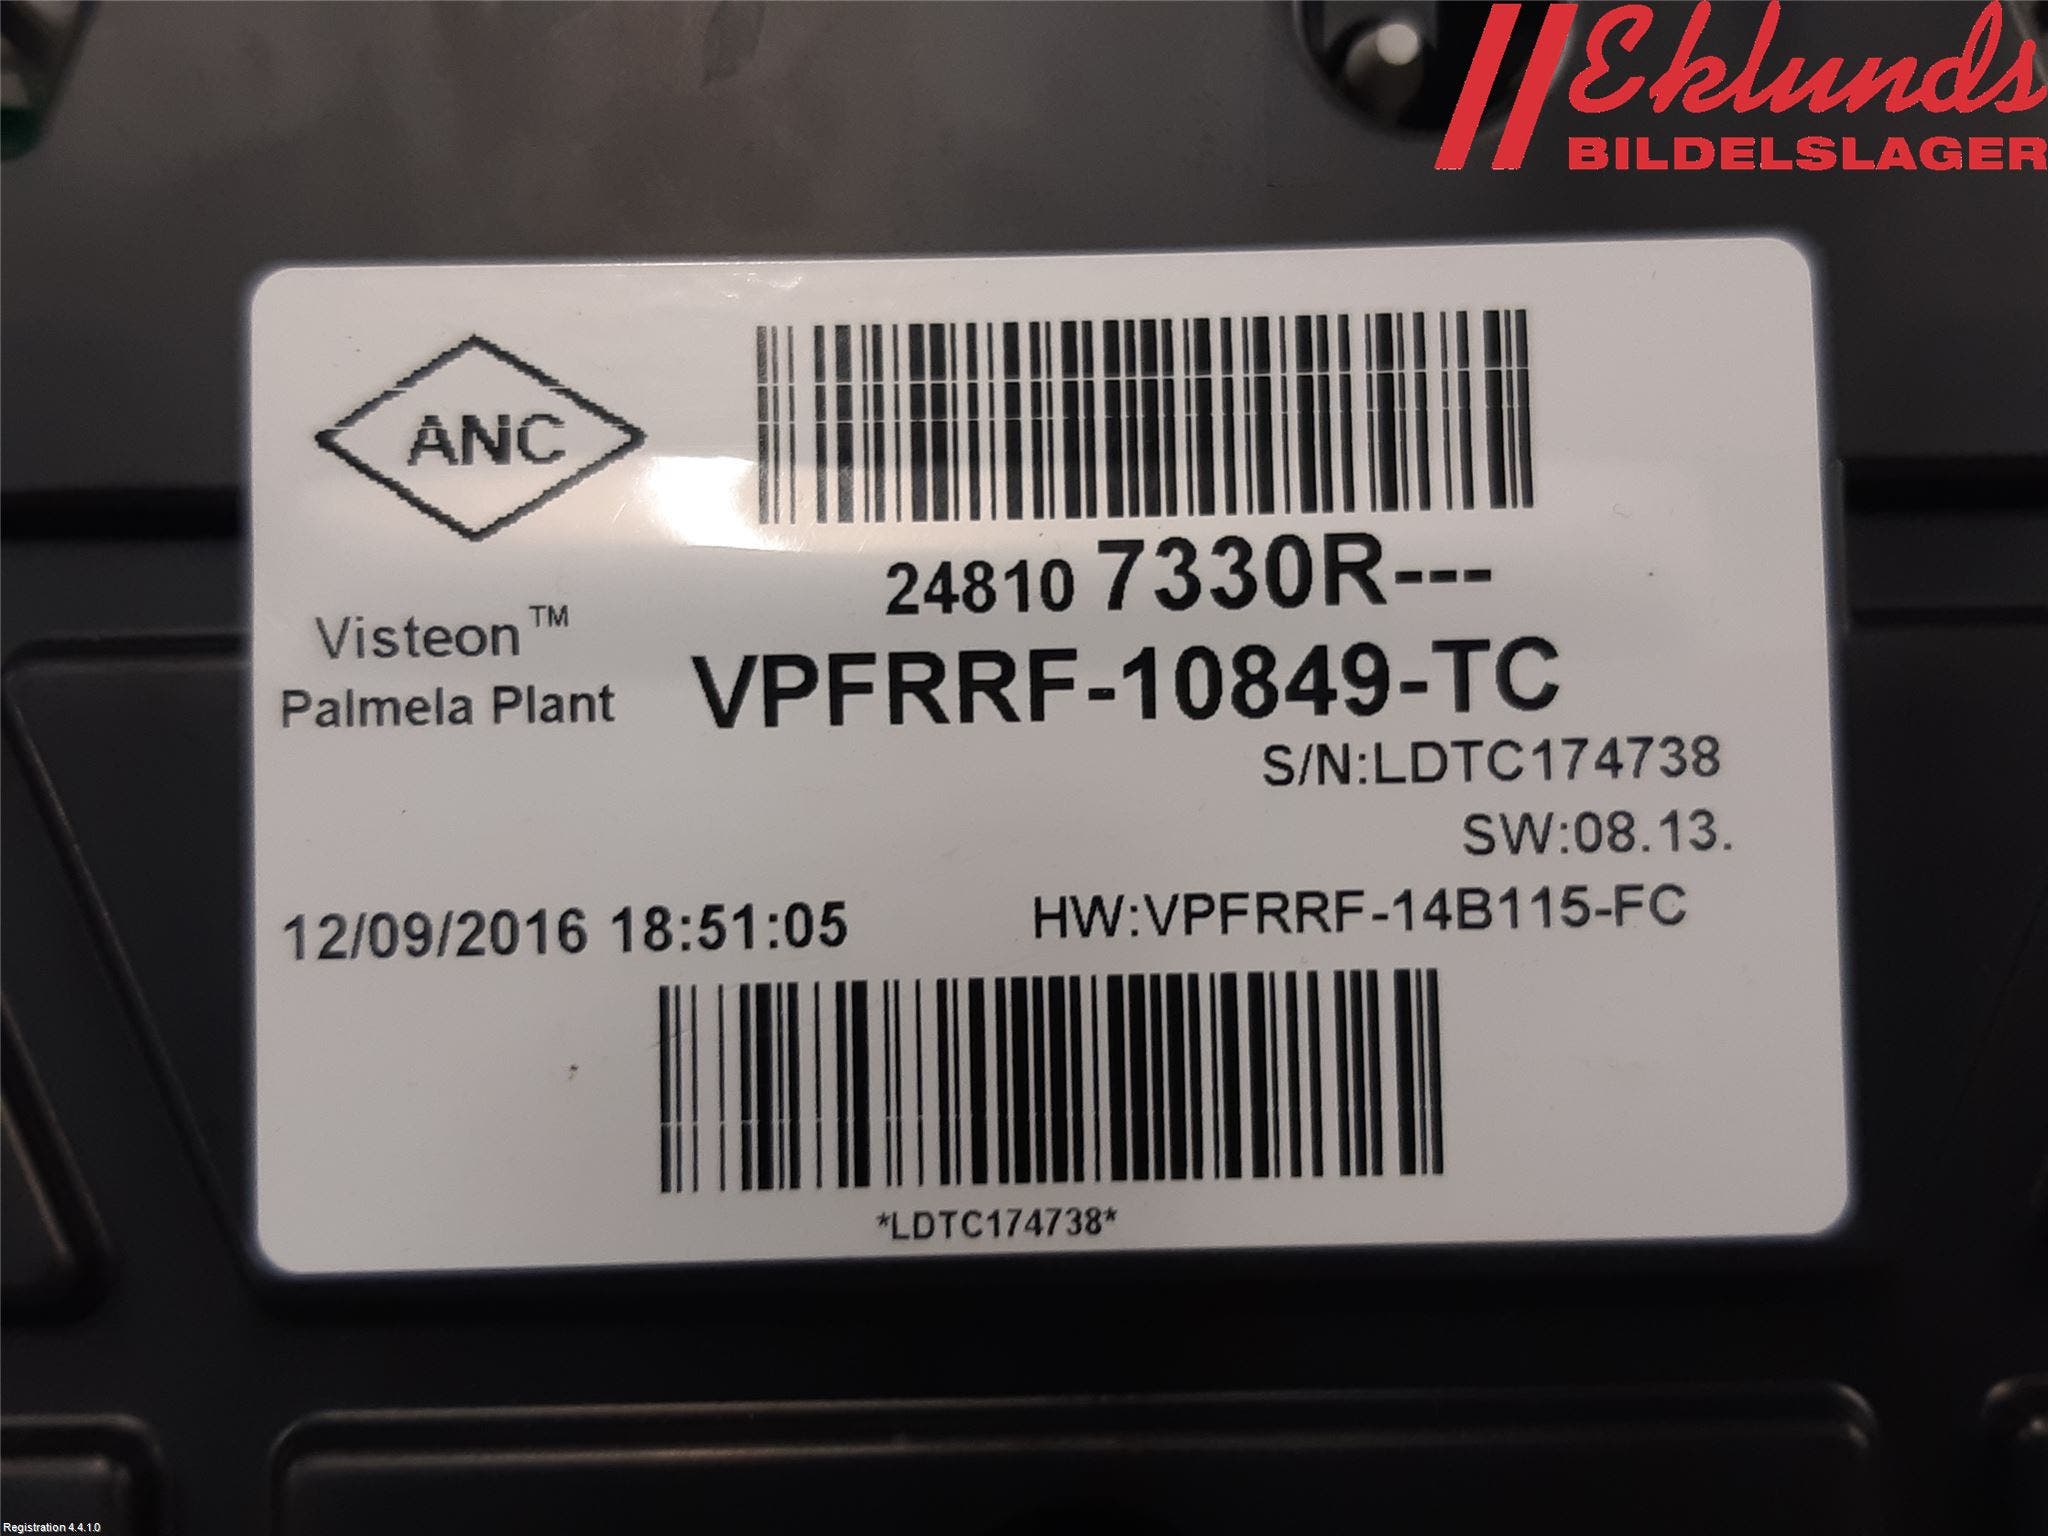 Eklunds
BILDELSLAGER
ANC
24810 7330R---
Visteon™
Palmela Plant
VPFRRF-10849-TC
S/N:LDTC174738
SW:08.13.
12/09/2016 18:51:05
HW:VPFRRF-14B115-FC
*LDTC174738*
Registration 4.4.1.0